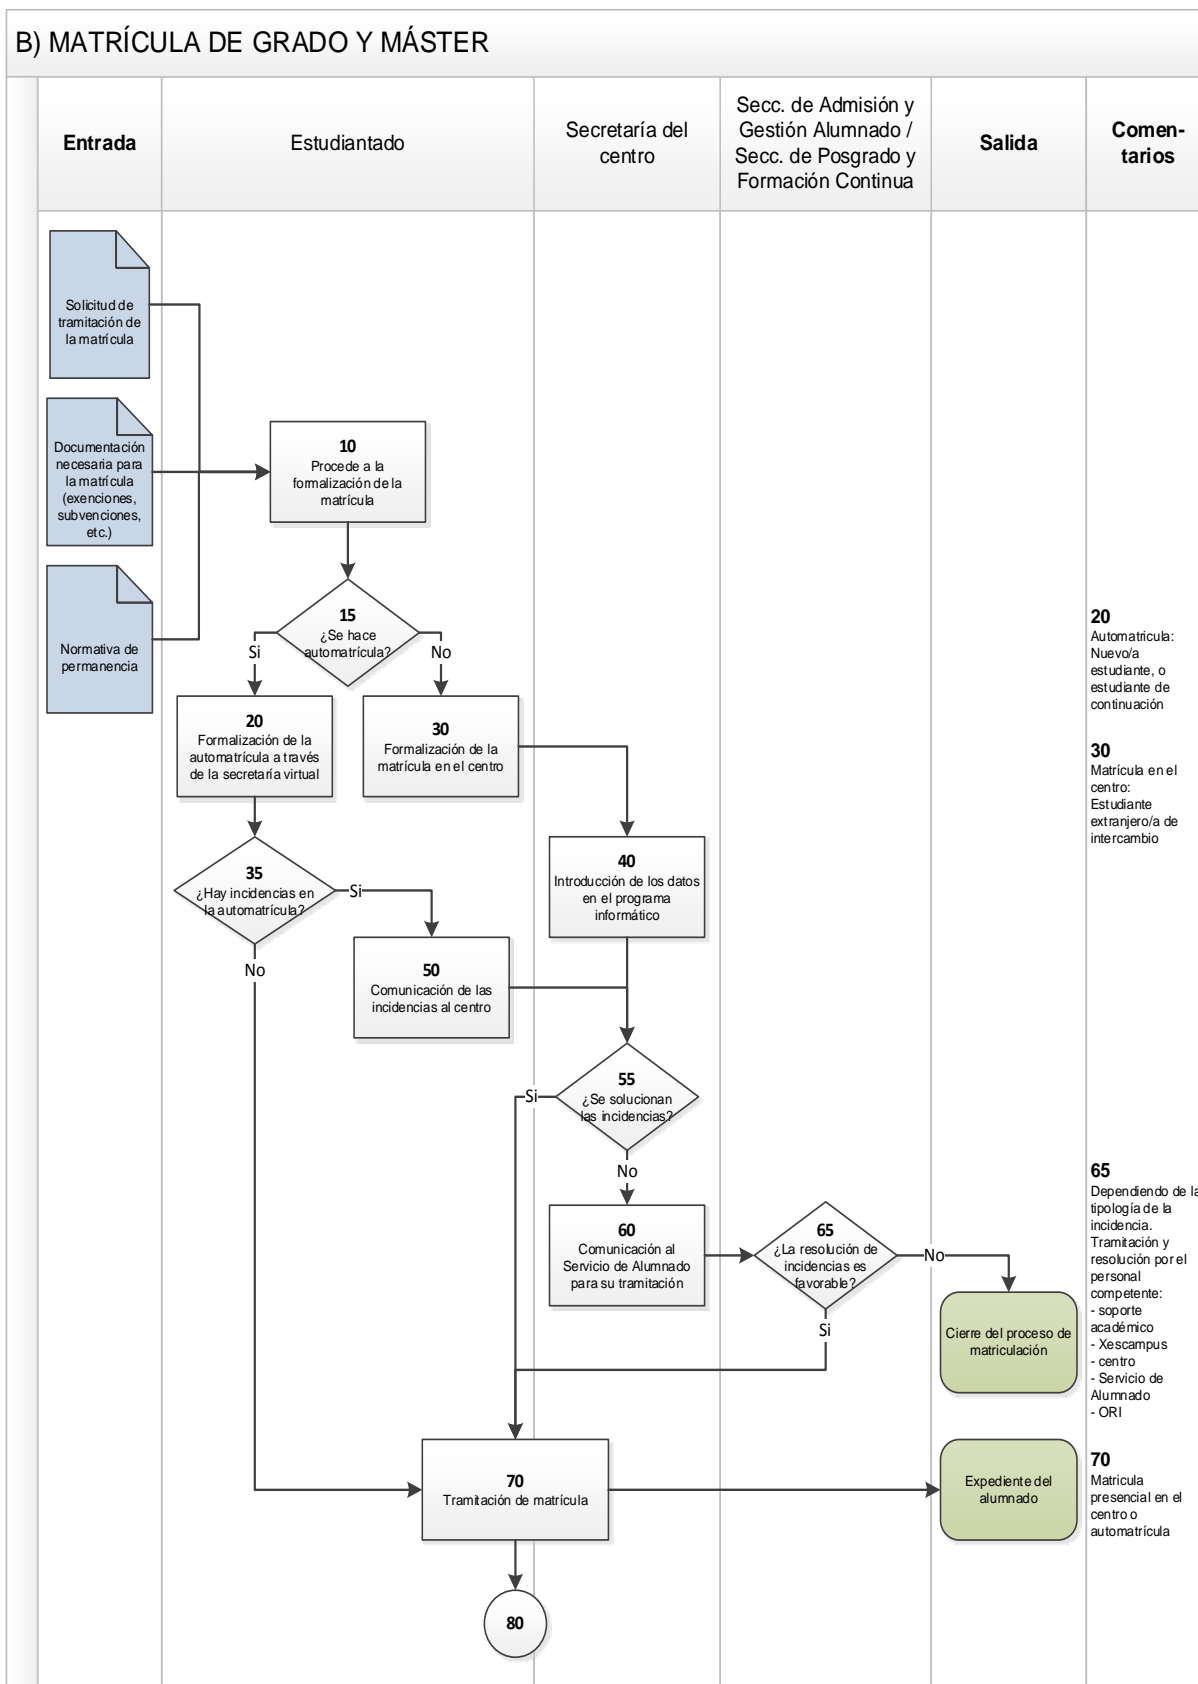 B) MATRÍCULA DE GRADO Y MÁSTER
Entrada
Estudiantado
Secretaría del
centro
Secc. de Admisión y
Gestión Alumnado /
Secc. de Posgrado y
Formación Continua
Salida
Comen-
tarios
Solicitud de
tramitación de
la matrícula
Documentación
necesaria para
la matrícula
(exenciones,
subvenciones,
etc.)
Normativa de
permanencia
10
Procede a la
formalización de la
matrícula
15
¿Se hace
automatrícula?
Si
No
20
Formalización de la
automatrícula a través
de la secretaría virtual
30
Formalización de la
matrícula en el centro
35
¿Hay incidencias en
la automatrícula?
Si
No
40
Introducción de los datos
en el programa
informático
50
Comunicación de las
incidencias al centro
55
¿Se solucionan
las incidencias?
Si
No
60
Comunicación al
Servicio de Alumnado
para su tramitación
65
¿La resolución de
incidencias es
favorable?
No
Si
Cierre del proceso de
matriculación
70
Tramitación de matrícula
Expediente del
alumnado
80
20
Automatricula:
Nuevo/a
estudiante, o
estudiante de
continuación
30
Matrícula en el
centro:
Estudiante
extranjero/a de
intercambio
65
Dependiendo de la
tipología de la
incidencia.
Tramitación y
resolución por el
personal
competente:
- soporte
académico
- Xescampus
- centro
- Servicio de
Alumnado
- ORI
70
Matricula
presencial en el
centro o
automatrícula